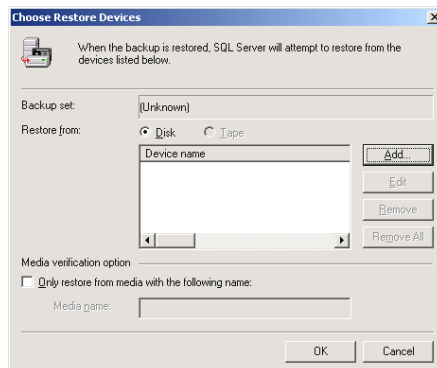 Choose Restore Devices
When the backup is restored, SQL Server will attempt to restore from the
devices listed below.
Backup set:
(Unknown)
Restore from:
Disk
Tape
Device name
Add...
Edit
Remove
Remove All
Media verification option
Only restore from media with the following name:
Media name:
OK
Cancel